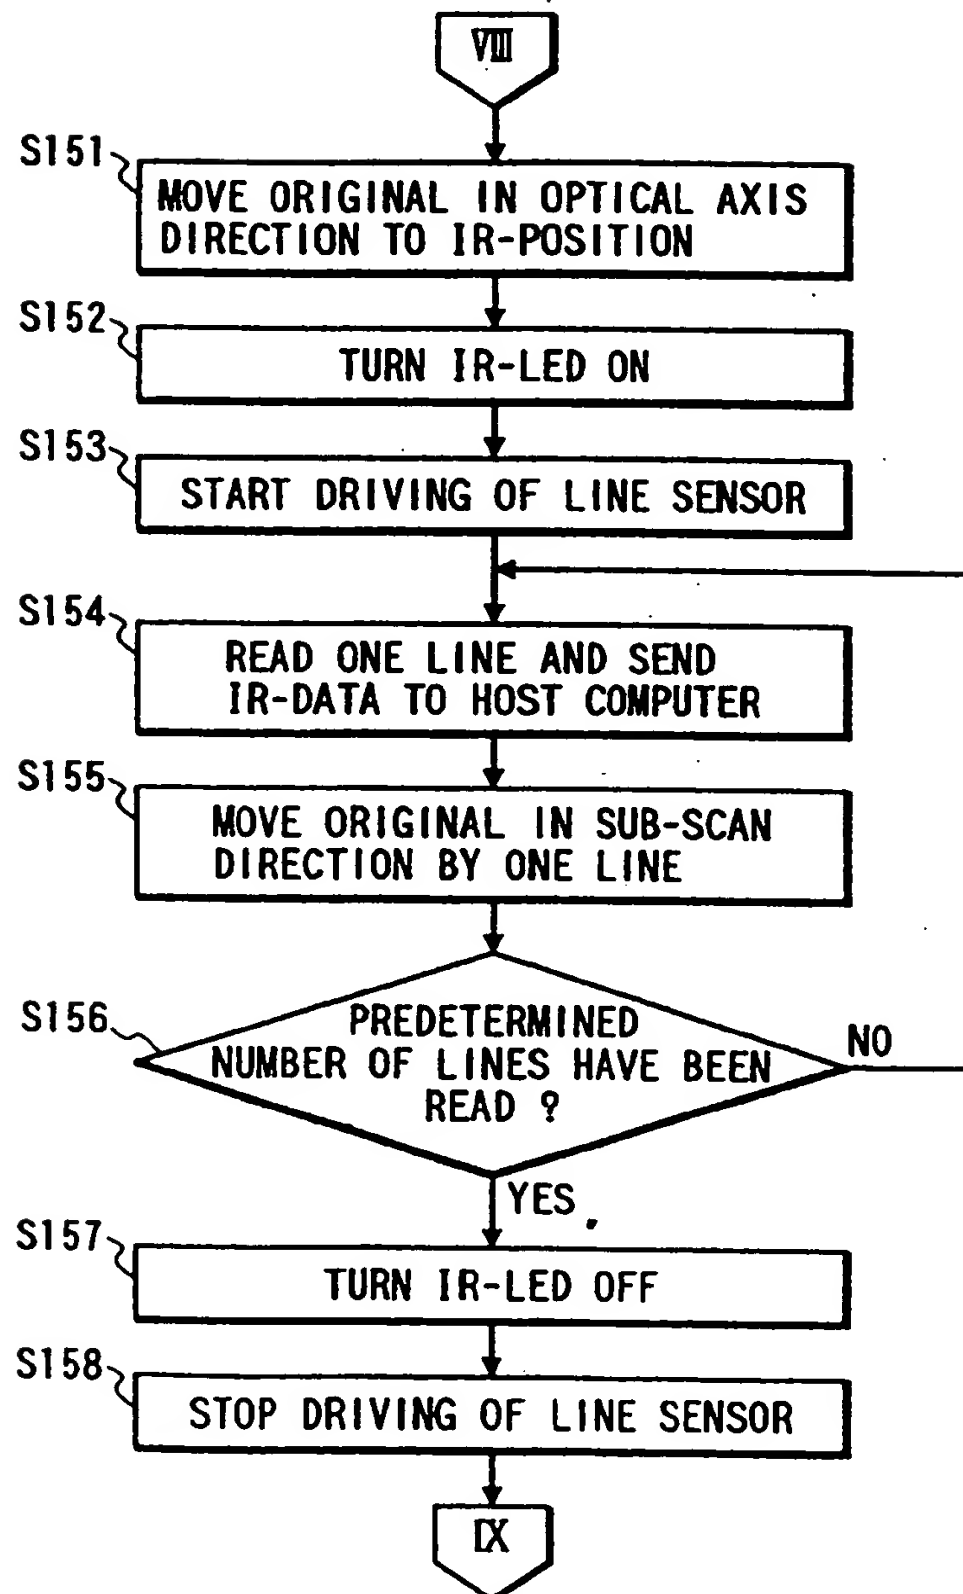 VIII
S151
MOVE ORIGINAL IN OPTICAL AXIS
DIRECTION TO IR-POSITION
S152
TURN IR-LED ON
S153
START DRIVING OF LINE SENSOR
S154
READ ONE LINE AND SEND
IR-DATA TO HOST COMPUTER
S155
MOVE ORIGINAL IN SUB-SCAN
DIRECTION BY ONE LINE
S156
PREDETERMINED
NUMBER OF LINES HAVE BEEN
READ ?
NO
YES
S157
TURN IR-LED OFF
S158
STOP DRIVING OF LINE SENSOR
IX